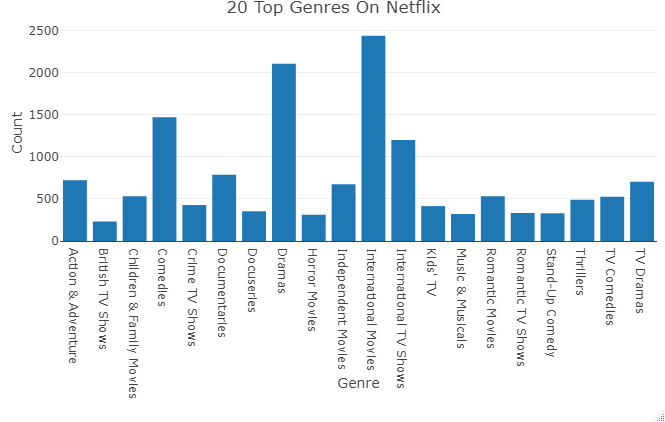 20 Top Genres On Netflix
2500
2000
1500
1000
500
0
Count
Action & Adventure
British TV Shows
Children & Family Movies
Comedies
Crime TV Shows
Documentaries
Docuseries
Dramas
Horror Movies
Independent Movies
International Movies
International TV Shows
Kids' TV
Music & Musicals
Romantic Movies
Romantic TV Shows
Stand-Up Comedy
Thrillers
TV Comedies
TV Dramas
Genre